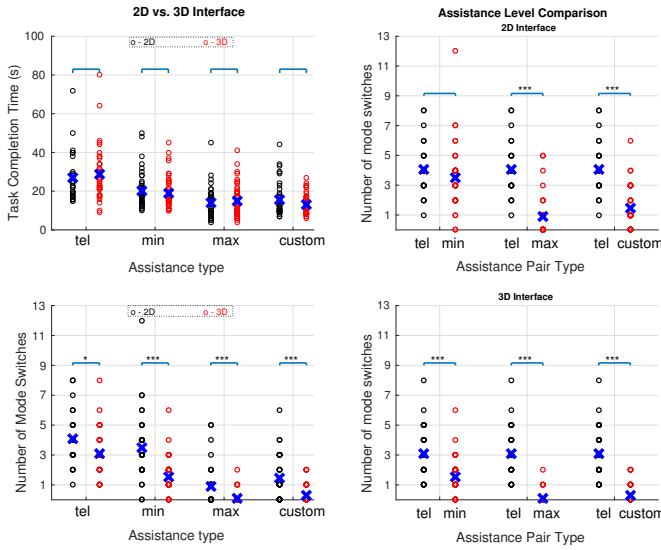 2D vs. 3D Interface
o - 2D o - 3D
Task Completion Time (s)
100
80
60
40
20
0
tel min max custom
Assistance type
Assistance Level Comparison
2D Interface
Number of mode switches
13
11
9
7
5
3
1
*** ***
tel min tel max tel custom
Assistance Pair Type
o - 2D o - 3D
Number of Mode Switches
13
11
9
7
5
3
1
* *** *** ***
tel min max custom
Assistance type
3D Interface
Number of mode switches
13
11
9
7
5
3
1
*** *** ***
tel min tel max tel custom
Assistance Pair Type